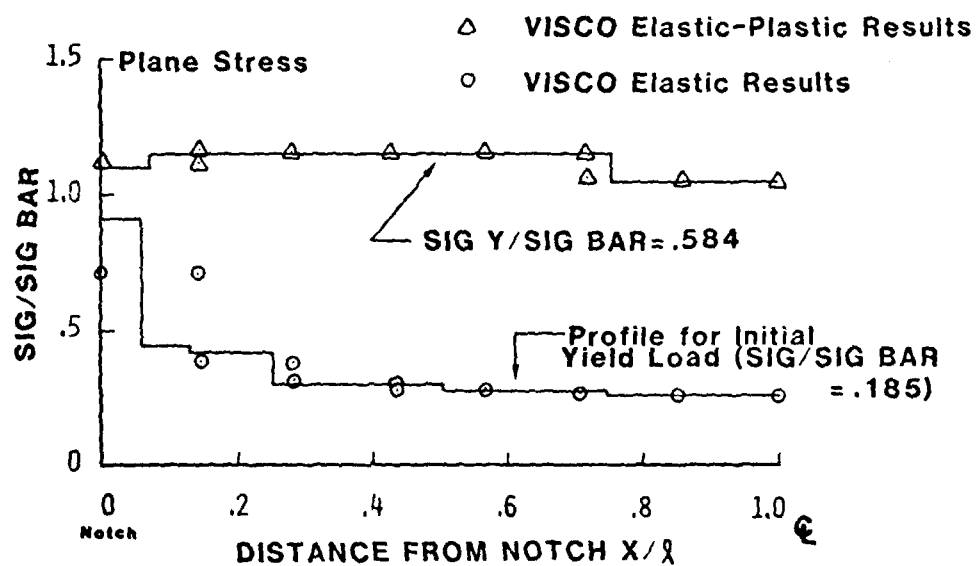 △ VISCO Elastic-Plastic Results
○ VISCO Elastic Results
Plane Stress
1.5
1.0
.5
0
SIG/SIG BAR
SIG Y/SIG BAR=.584
Profile for Initial
Yield Load (SIG/SIG BAR
=.185)
0 .2 .4 .6 .8 1.0 ℄
Notch
DISTANCE FROM NOTCH X/ℓ